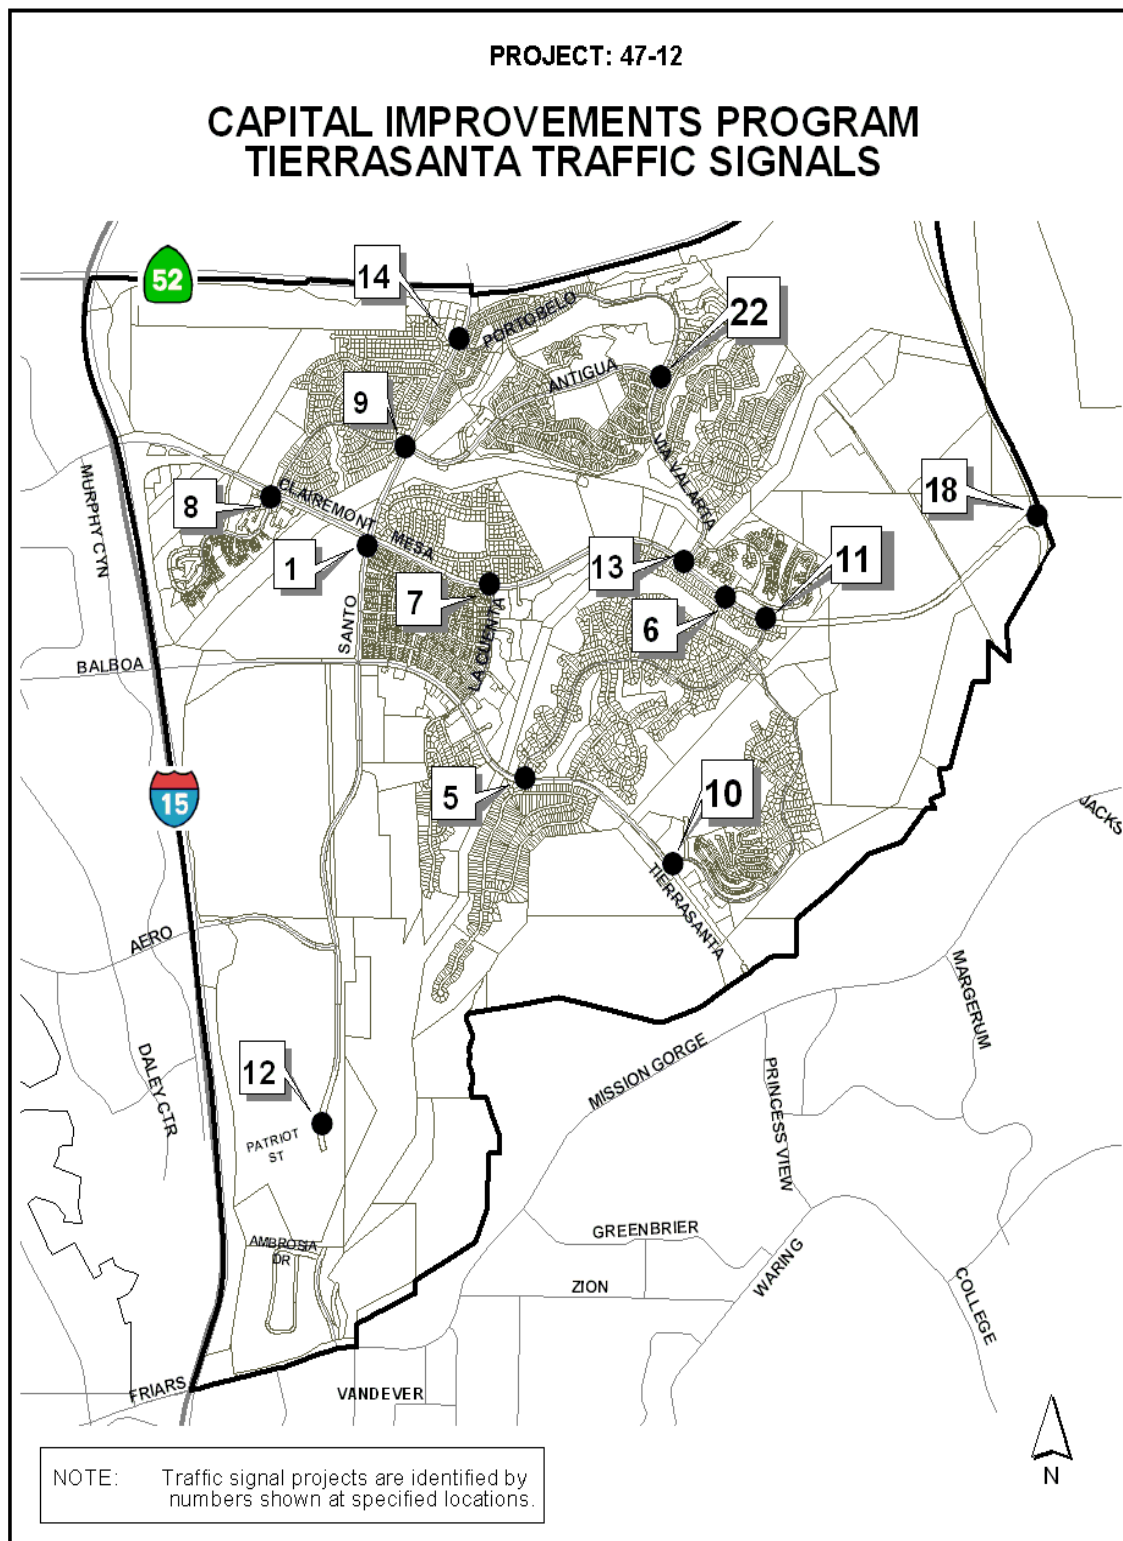 PROJECT: 47-12
CAPITAL IMPROVEMENTS PROGRAM
TIERRASANTA TRAFFIC SIGNALS
52
14
PORTOBELO
22
ANTIGUA
9
VIA VALARTA
MURPHY CYN
8
CLAIREMONT
MESA
18
1
13
11
7
6
SANTO
LA CUENTA
BALBOA
15
5
10
JACKS
TIERRASANTA
AERO
MARGERUM
MISSION GORGE
DALEY CTR
12
PRINCESS VIEW
PATRIOT
ST
GREENBRIER
AMBROSIA
DR
WARING
ZION
COLLEGE
FRIARS
VANDEVER
NOTE: Traffic signal projects are identified by
numbers shown at specified locations.
N